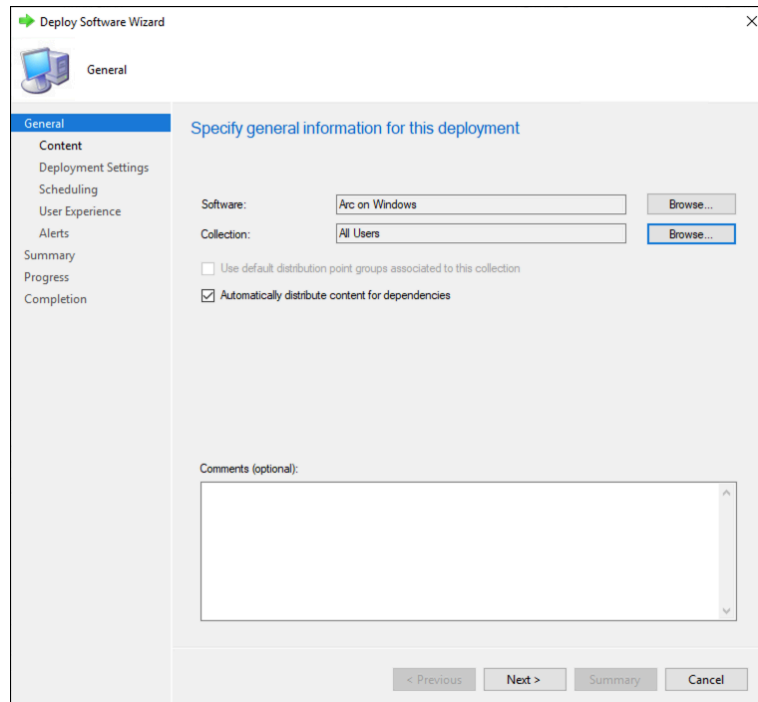 Deploy Software Wizard
General
General
Content
Deployment Settings
Scheduling
User Experience
Alerts
Summary
Progress
Completion
Specify general information for this deployment
Software: Arc on Windows Browse...
Collection: All Users Browse...
Use default distribution point groups associated to this collection
Automatically distribute content for dependencies
Comments (optional):
< Previous Next > Summary Cancel